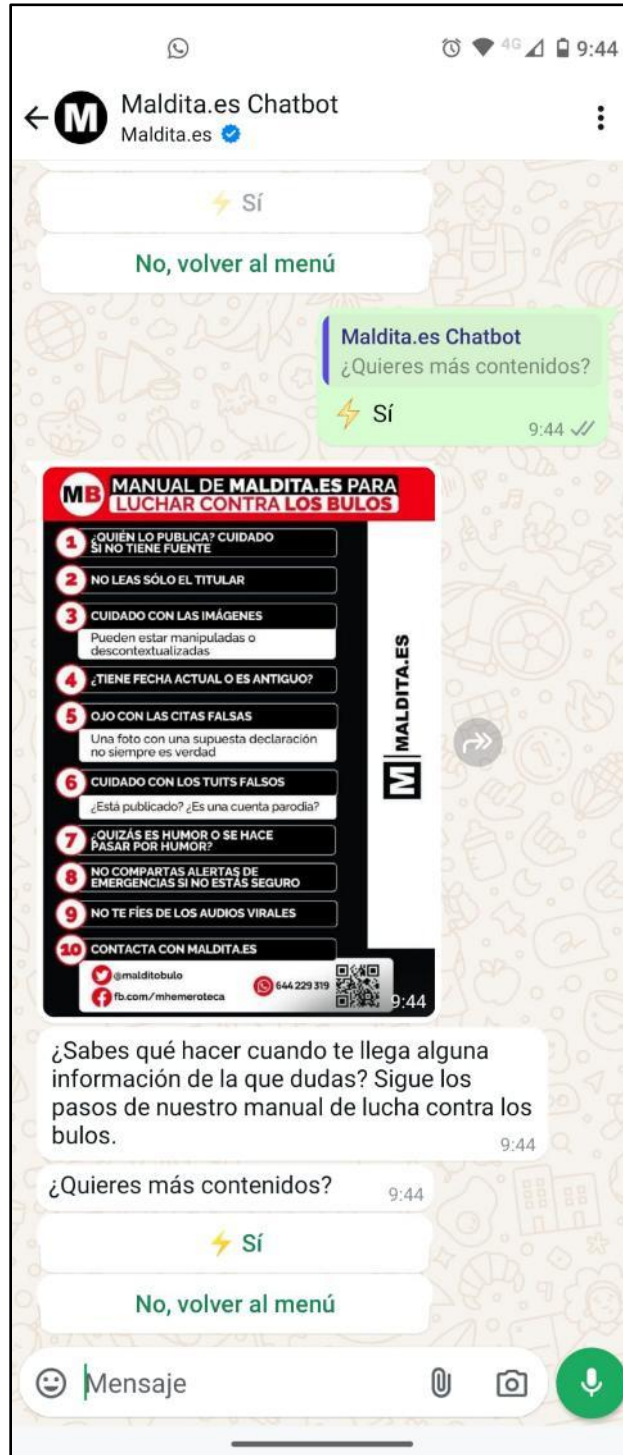 4G 9:44
M Maldita.es Chatbot
Maldita.es
⚡ Sí
No, volver al menú
Maldita.es Chatbot
¿Quieres más contenidos?
⚡ Sí
9:44
MB MANUAL DE MALDITA.ES PARA
LUCHAR CONTRA LOS BULOS
1 ¿QUIÉN LO PUBLICA? CUIDADO
SI NO TIENE FUENTE
2 NO LEAS SÓLO EL TITULAR
3 CUIDADO CON LAS IMÁGENES
Pueden estar manipuladas o
descontextualizadas
4 ¿TIENE FECHA ACTUAL O ES ANTIGUO?
5 OJO CON LAS CITAS FALSAS
Una foto con una supuesta declaración
no siempre es verdad
6 CUIDADO CON LOS TUITS FALSOS
¿Está publicado? ¿Es una cuenta parodia?
7 ¿QUIZÁS ES HUMOR O SE HACE
PASAR POR HUMOR?
8 NO COMPARTAS ALERTAS DE
EMERGENCIAS SI NO ESTÁS SEGURO
9 NO TE FÍES DE LOS AUDIOS VIRALES
10 CONTACTA CON MALDITA.ES
@malditobulo
fb.com/mhemeroteca
644 229 319
9:44
M MALDITA.ES
¿Sabes qué hacer cuando te llega alguna
información de la que dudas? Sigue los
pasos de nuestro manual de lucha contra los
bulos.
9:44
¿Quieres más contenidos? 9:44
⚡ Sí
No, volver al menú
Mensaje